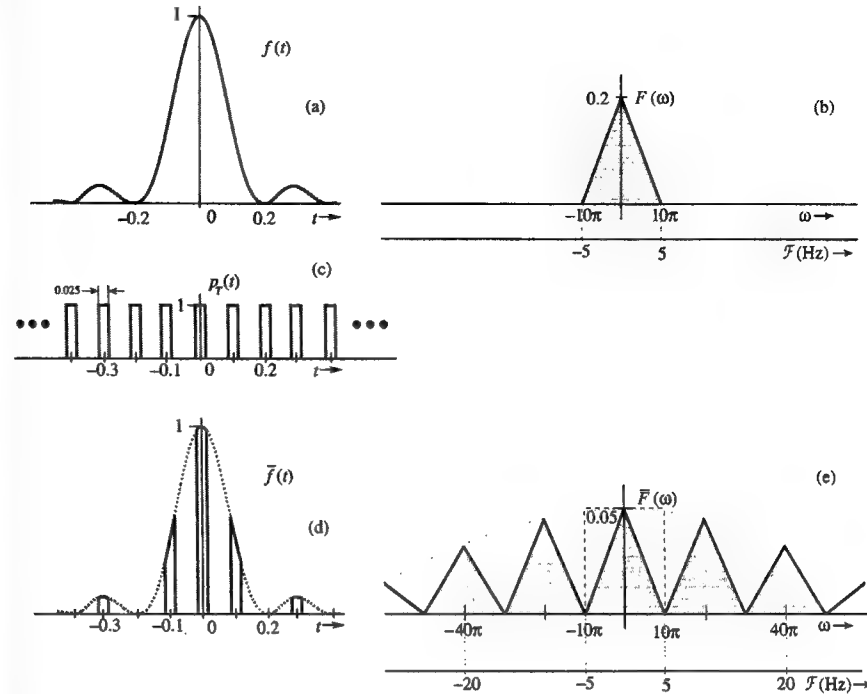 1
f(t)
(a)
−0.2 0 0.2 t→
0.2 F(ω) (b)
−10π 10π ω→
−5 5 ℱ(Hz)→
(c)
0.025
1 p_T(t)
••• •••
−0.3 −0.1 0 0.2 t→
1
f̄(t)
(d)
−0.3 −0.1 0 0.2 t→
(e)
0.05 F̄(ω)
−40π −10π 10π 40π ω→
−20 −5 5 20 ℱ(Hz)→